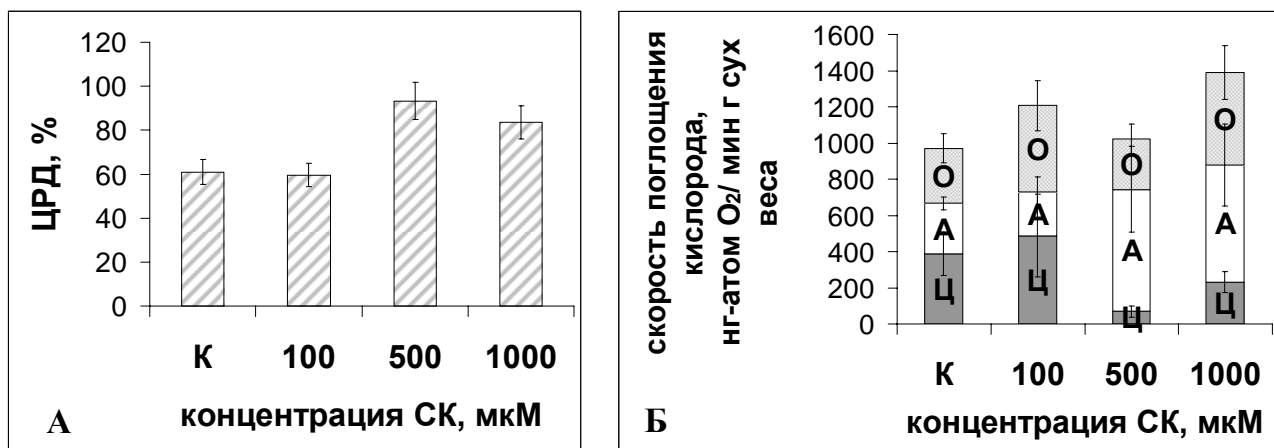 ЦРД, %
120
100
80
60
40
20
0
К 100 500 1000
концентрация СК, мкМ
А
скорость поглощения
кислорода,
нг-атом O2/ мин г сух
веса
1600
1400
1200
1000
800
600
400
200
0
О О О О
А А А А
Ц Ц Ц Ц
К 100 500 1000
концентрация СК, мкМ
Б